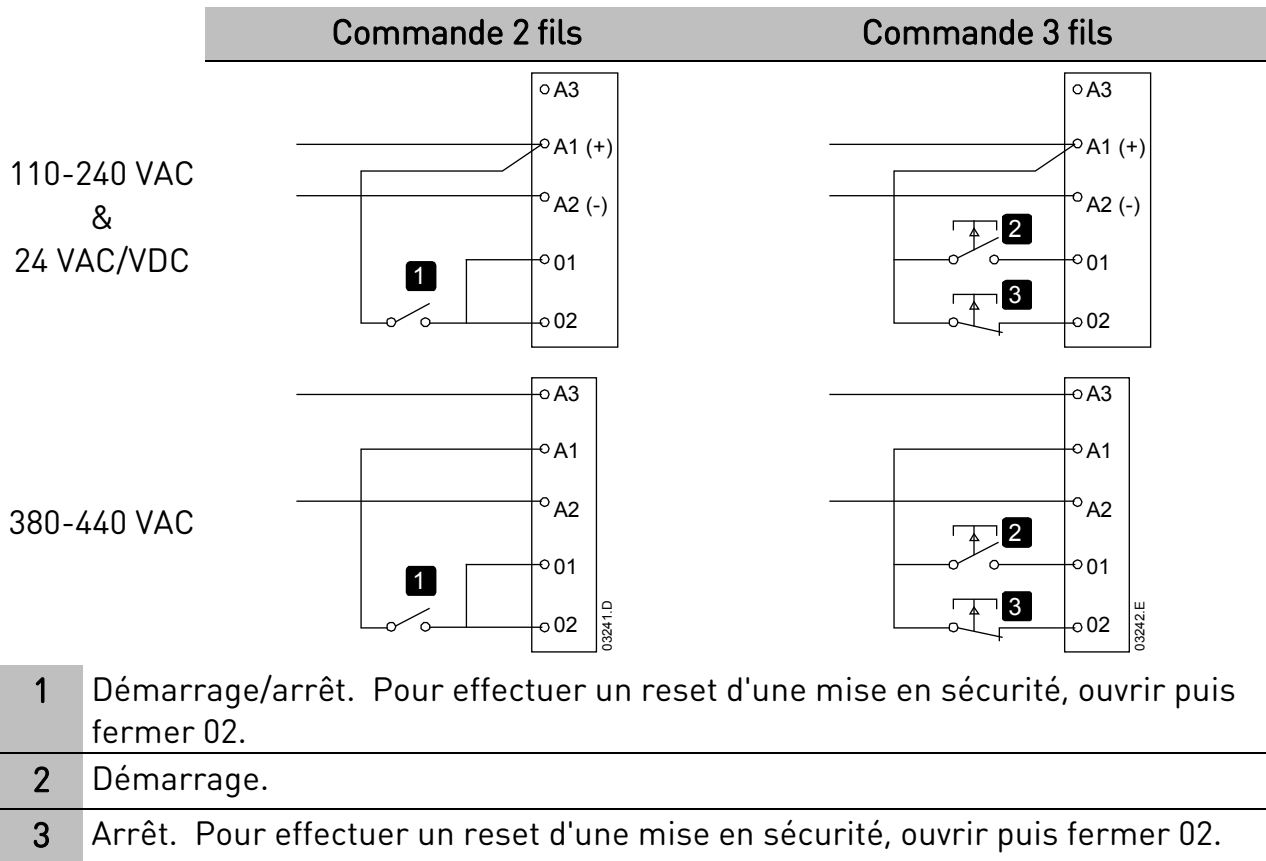 Commande 2 fils
Commande 3 fils
110-240 VAC
&
24 VAC/VDC
A3
A1 (+)
A2 (-)
1
01
02
A3
A1 (+)
A2 (-)
2
01
3
02
380-440 VAC
A3
A1
A2
1
01
02
03241.D
A3
A1
A2
2
01
3
02
03242.E
1 Démarrage/arrêt. Pour effectuer un reset d'une mise en sécurité, ouvrir puis
fermer 02.
2 Démarrage.
3 Arrêt. Pour effectuer un reset d'une mise en sécurité, ouvrir puis fermer 02.